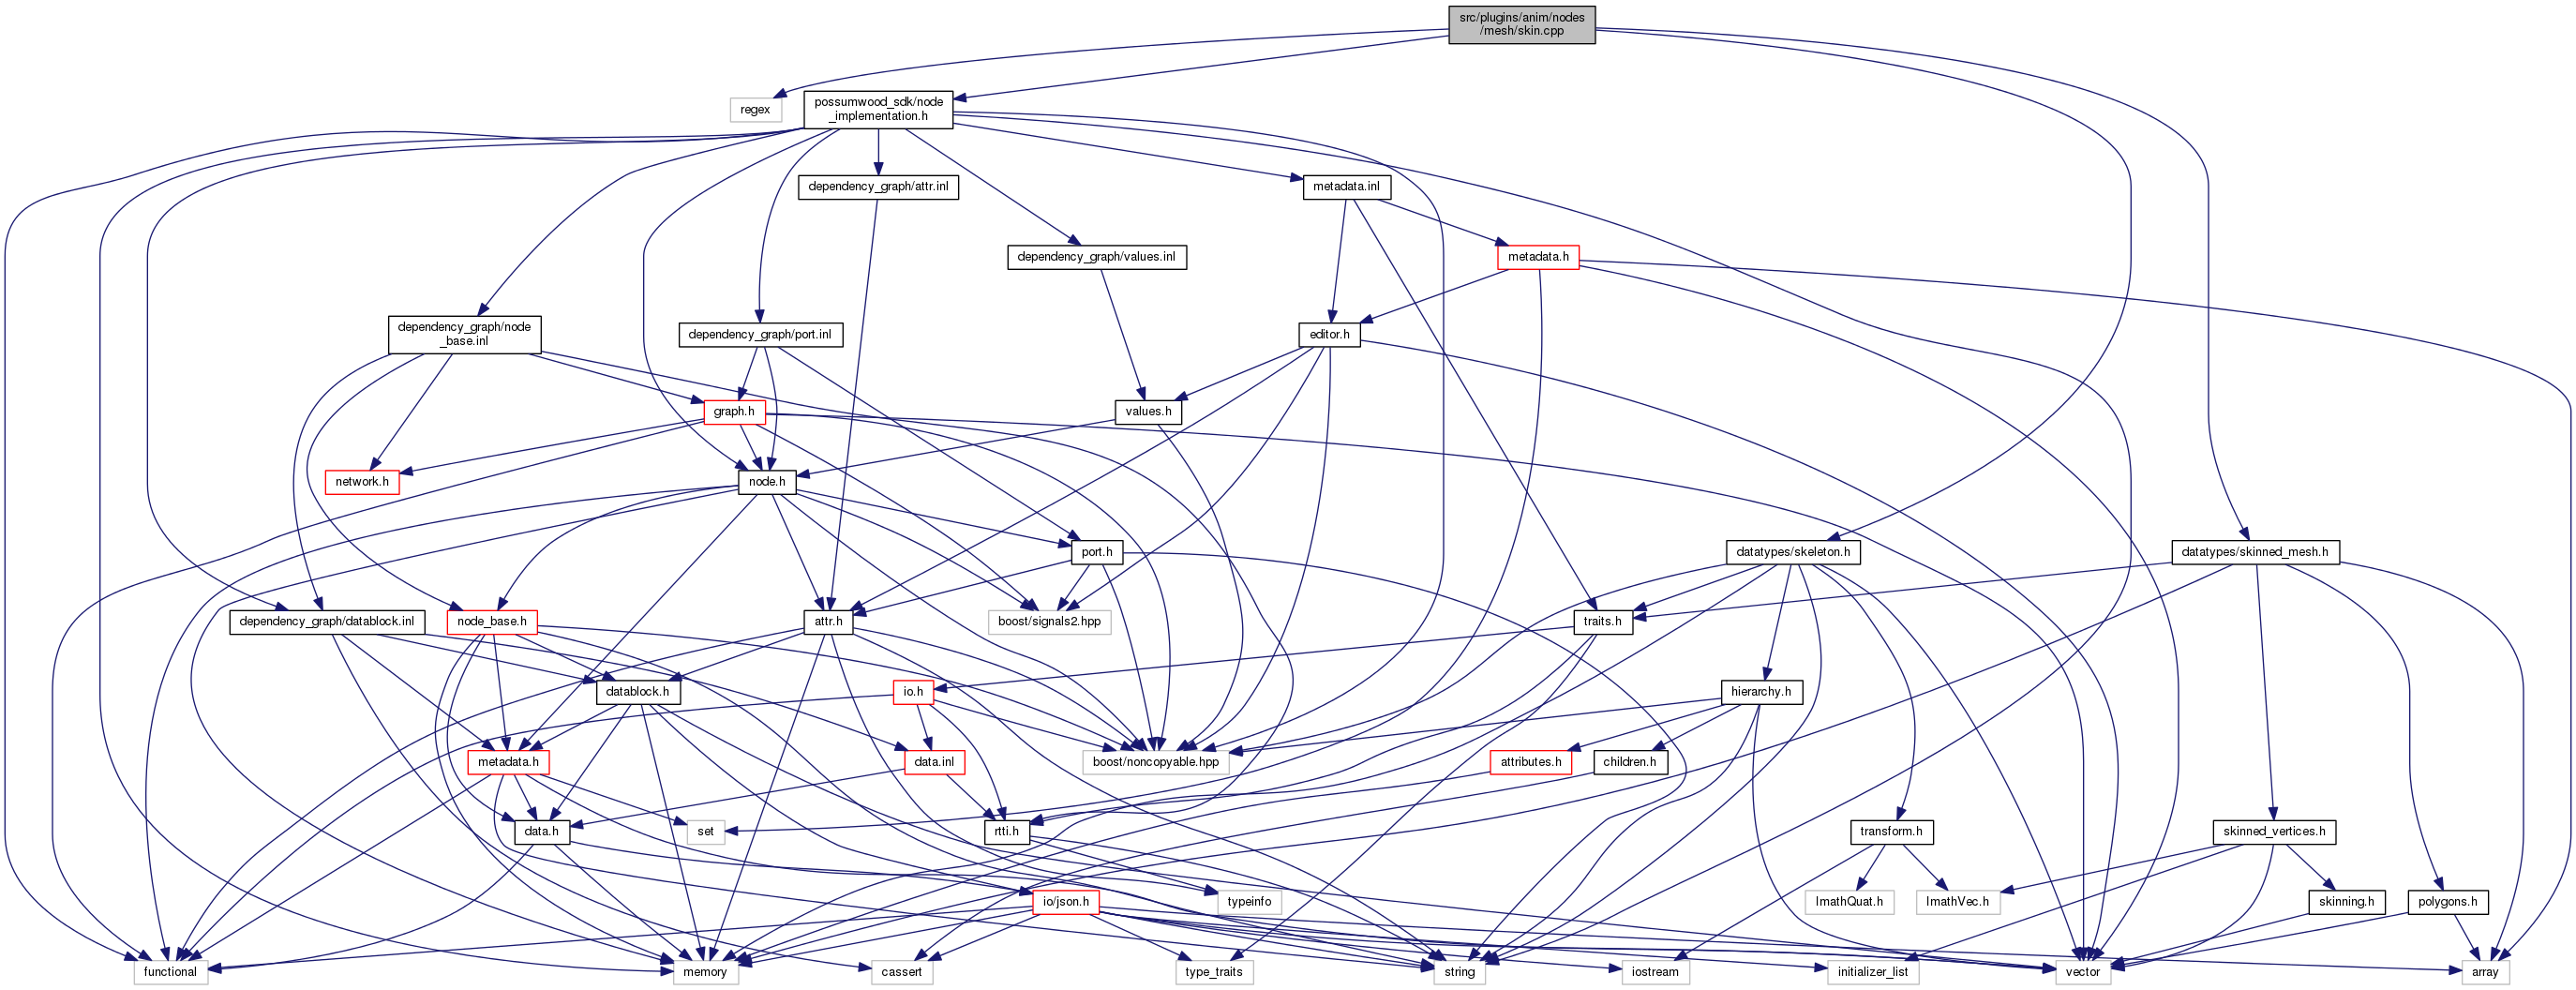 src/plugins/anim/nodes
/mesh/skin.cpp
regex
possumwood_sdk/node
_implementation.h
dependency_graph/attr.inl
metadata.inl
dependency_graph/values.inl
metadata.h
dependency_graph/node
_base.inl
dependency_graph/port.inl
editor.h
graph.h
values.h
network.h
node.h
port.h
datatypes/skeleton.h
datatypes/skinned_mesh.h
dependency_graph/datablock.inl
node_base.h
attr.h
boost/signals2.hpp
traits.h
datablock.h
io.h
hierarchy.h
metadata.h
data.inl
boost/noncopyable.hpp
attributes.h
children.h
data.h
set
rtti.h
transform.h
skinned_vertices.h
io/json.h
typeinfo
ImathQuat.h
ImathVec.h
skinning.h
polygons.h
functional
memory
cassert
type_traits
string
iostream
initializer_list
vector
array